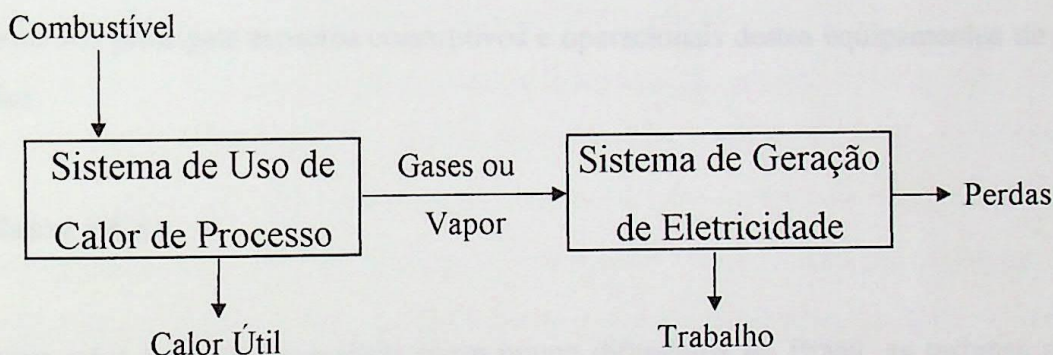 Combustível
Sistema de Uso de
Calor de Processo
Gases ou
Vapor
Sistema de Geração
de Eletricidade
Perdas
Calor Útil
Trabalho